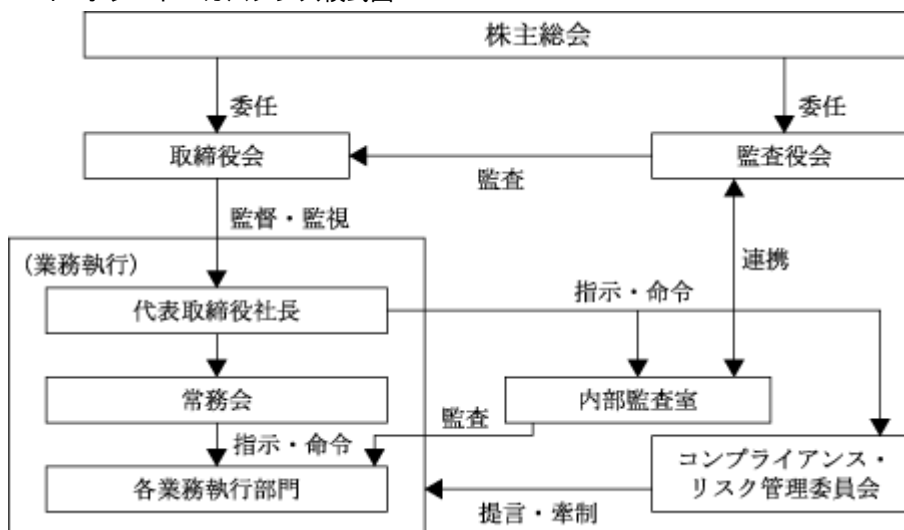 株主総会
委任
委任
取締役会
監査役会
監査
監督・監視
連携
(業務執行)
代表取締役社長
指示・命令
常務会
内部監査室
監査
指示・命令
各業務執行部門
コンプライアンス・
リスク管理委員会
提言・牽制